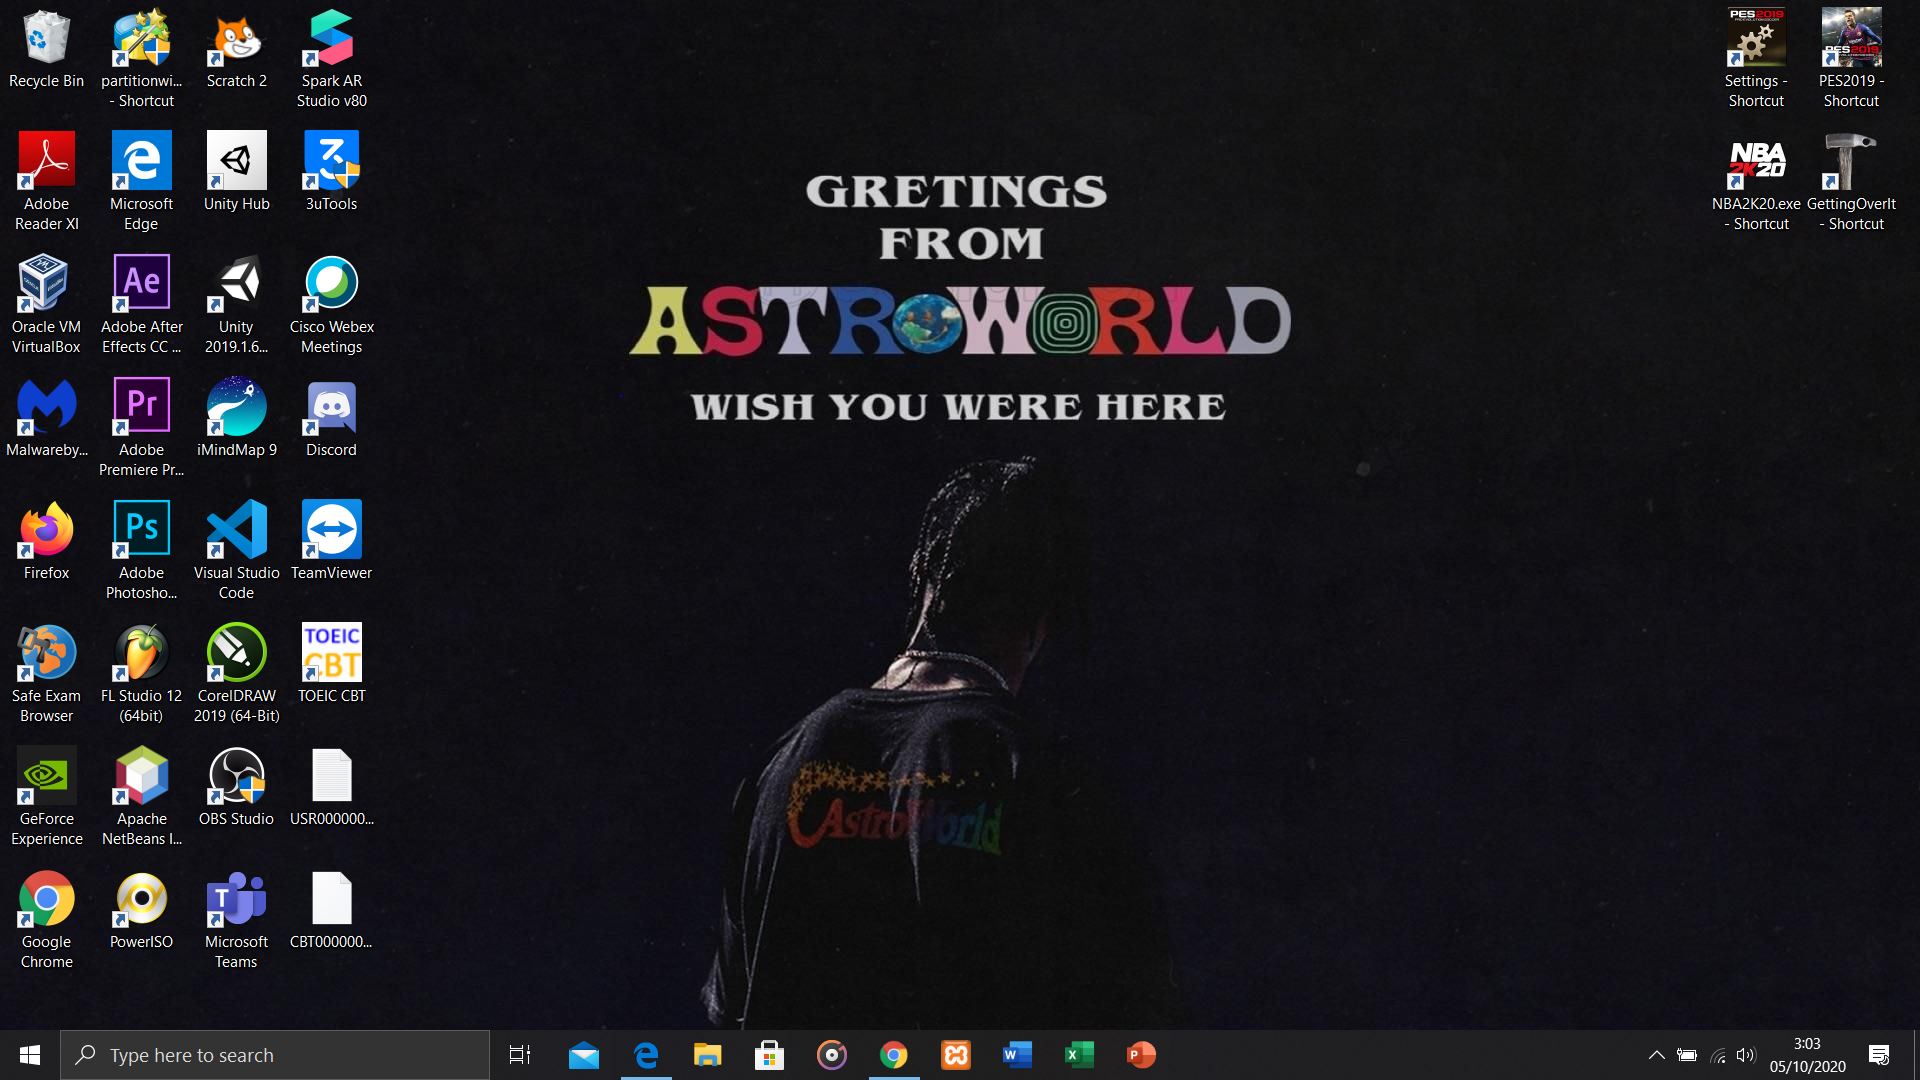 Recycle Bin
partitionwi...
- Shortcut
Scratch 2
Spark AR
Studio v80
Adobe
Reader XI
Microsoft
Edge
Unity Hub
3
3uTools
Oracle VM
VirtualBox
Ae
Adobe After
Effects CC ...
Unity
2019.1.6...
Cisco Webex
Meetings
Malwareby...
Pr
Adobe
Premiere Pr...
iMindMap 9
Discord
Firefox
Ps
Adobe
Photosho...
Visual Studio
Code
TeamViewer
Safe Exam
Browser
FL Studio 12
(64bit)
CorelDRAW
2019 (64-Bit)
TOEIC
CBT
TOEIC CBT
GeForce
Experience
Apache
NetBeans I...
OBS Studio
USR000000...
Google
Chrome
PowerISO
T
Microsoft
Teams
CBT000000...
GRETINGS
FROM
ASTROWORLD
WISH YOU WERE HERE
AstroWorld
PES2019
Settings -
Shortcut
PES2019
PES2019 -
Shortcut
NBA
2K20
NBA2K20.exe
- Shortcut
GettingOverIt
- Shortcut
Type here to search
W
X
P
3:03
05/10/2020